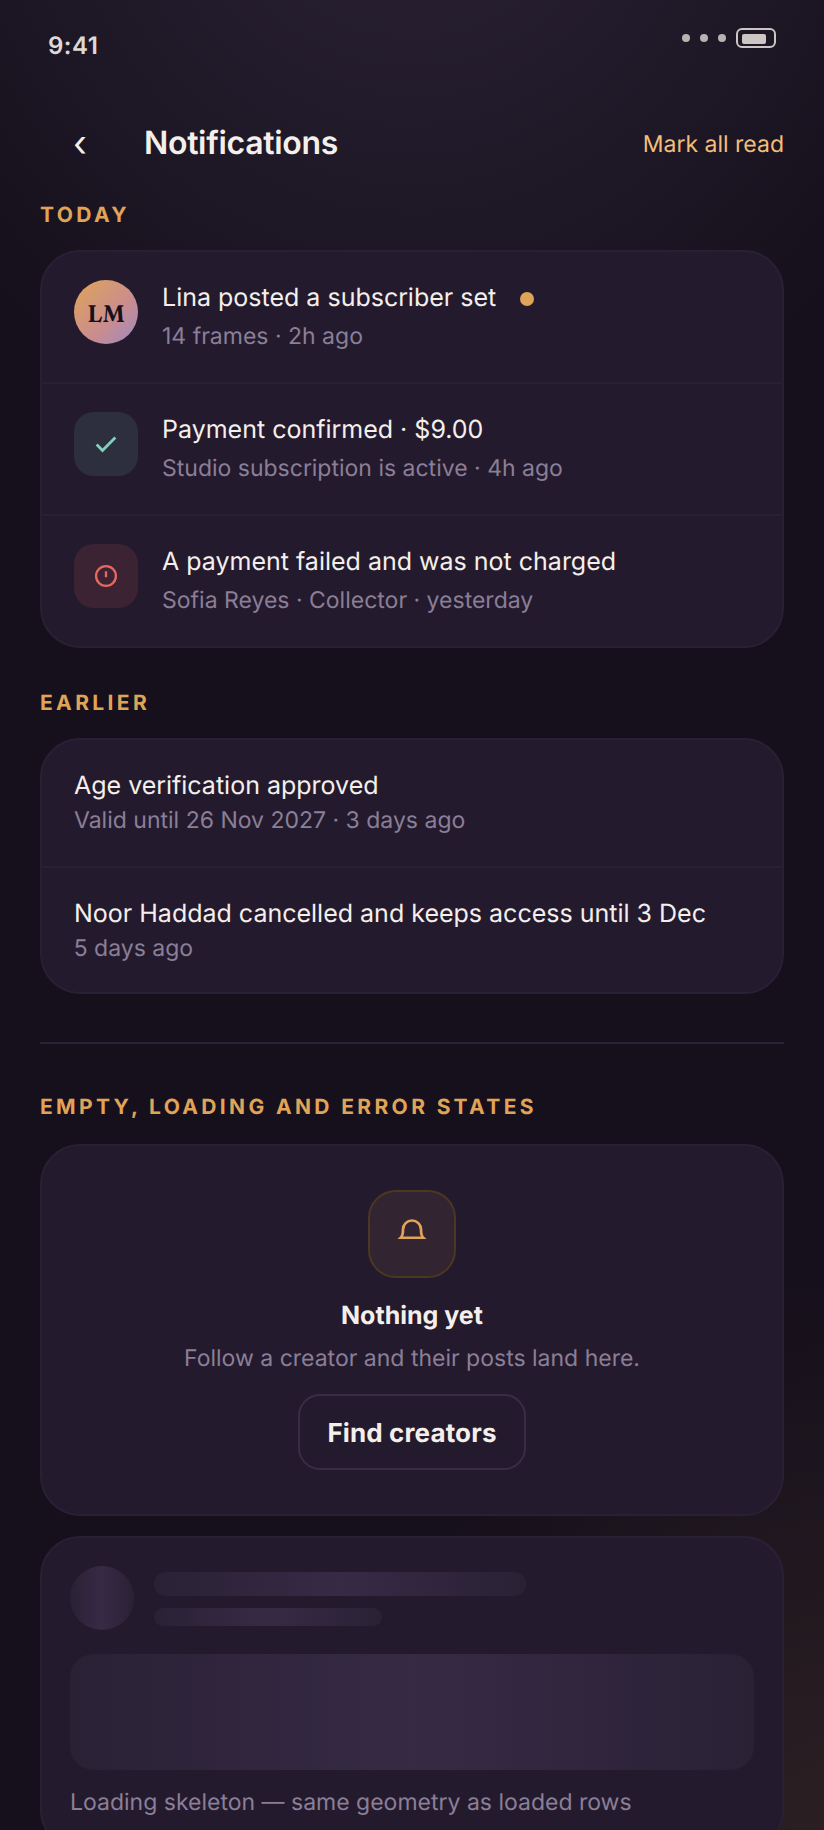 9:41
‹ Notifications Mark all read
TODAY
LM Lina posted a subscriber set
14 frames · 2h ago
Payment confirmed · $9.00
Studio subscription is active · 4h ago
A payment failed and was not charged
Sofia Reyes · Collector · yesterday
EARLIER
Age verification approved
Valid until 26 Nov 2027 · 3 days ago
Noor Haddad cancelled and keeps access until 3 Dec
5 days ago
EMPTY, LOADING AND ERROR STATES
Nothing yet
Follow a creator and their posts land here.
Find creators
Loading skeleton — same geometry as loaded rows